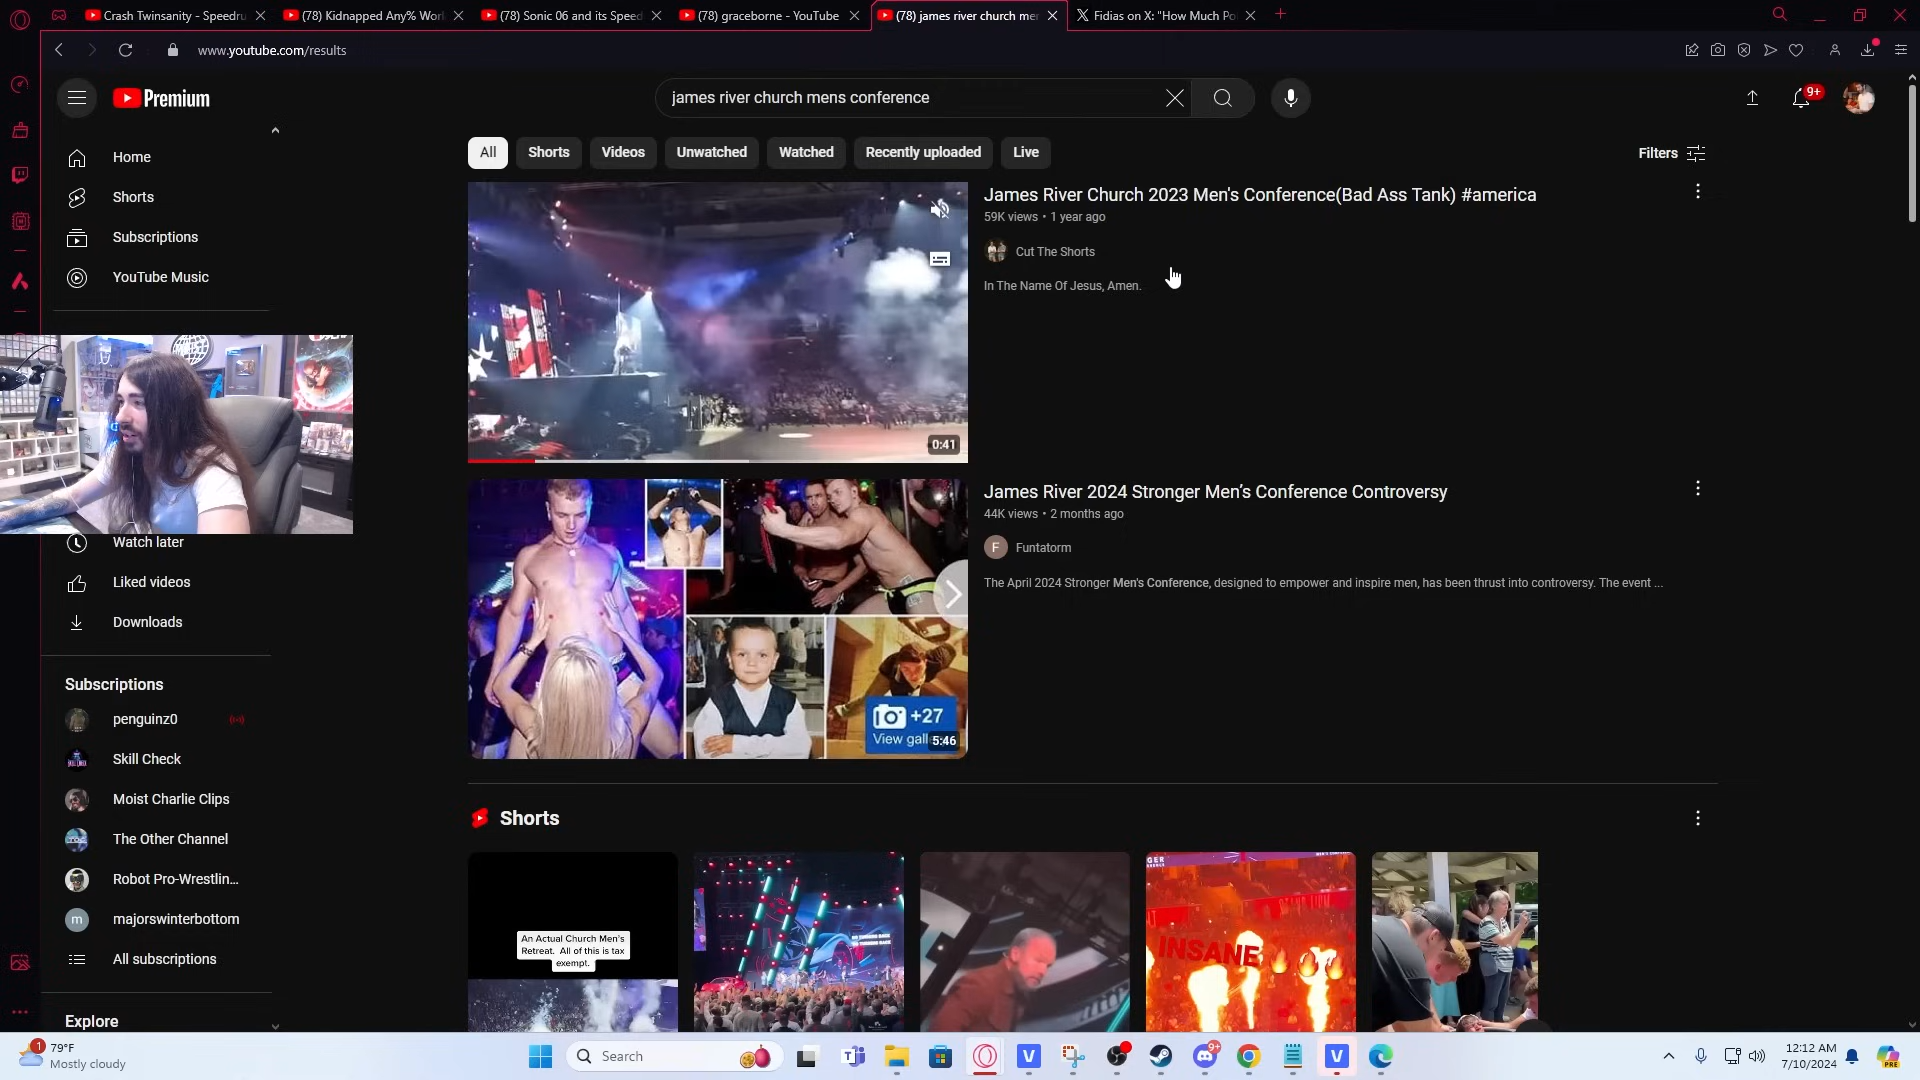 Crash Twinsanity - Speedru
(78) Kidnapped Any% Worl
(78) Sonic 06 and its Speed
(78) graceborne - YouTube
(78) james river church mer
Fidias on X: "How Much Po
www.youtube.com/results
Premium
james river church mens conference
9+
All
Shorts
Videos
Unwatched
Watched
Recently uploaded
Live
Filters
Home
Shorts
Subscriptions
YouTube Music
Watch later
Liked videos
Downloads
Subscriptions
penguinz0
Skill Check
Moist Charlie Clips
The Other Channel
Robot Pro-Wrestlin...
m
majorswinterbottom
All subscriptions
Explore
0:41
James River Church 2023 Men's Conference(Bad Ass Tank) #america
59K views • 1 year ago
Cut The Shorts
In The Name Of Jesus, Amen.
+27
View gall
5:46
James River 2024 Stronger Men's Conference Controversy
44K views • 2 months ago
F
Funtatorm
The April 2024 Stronger Men's Conference, designed to empower and inspire men, has been thrust into controversy. The event ...
Shorts
An Actual Church Men's
Retreat. All of this is tax
exempt.
INSANE
1
79°F
Mostly cloudy
Search
9+
12:12 AM
7/10/2024
PRE